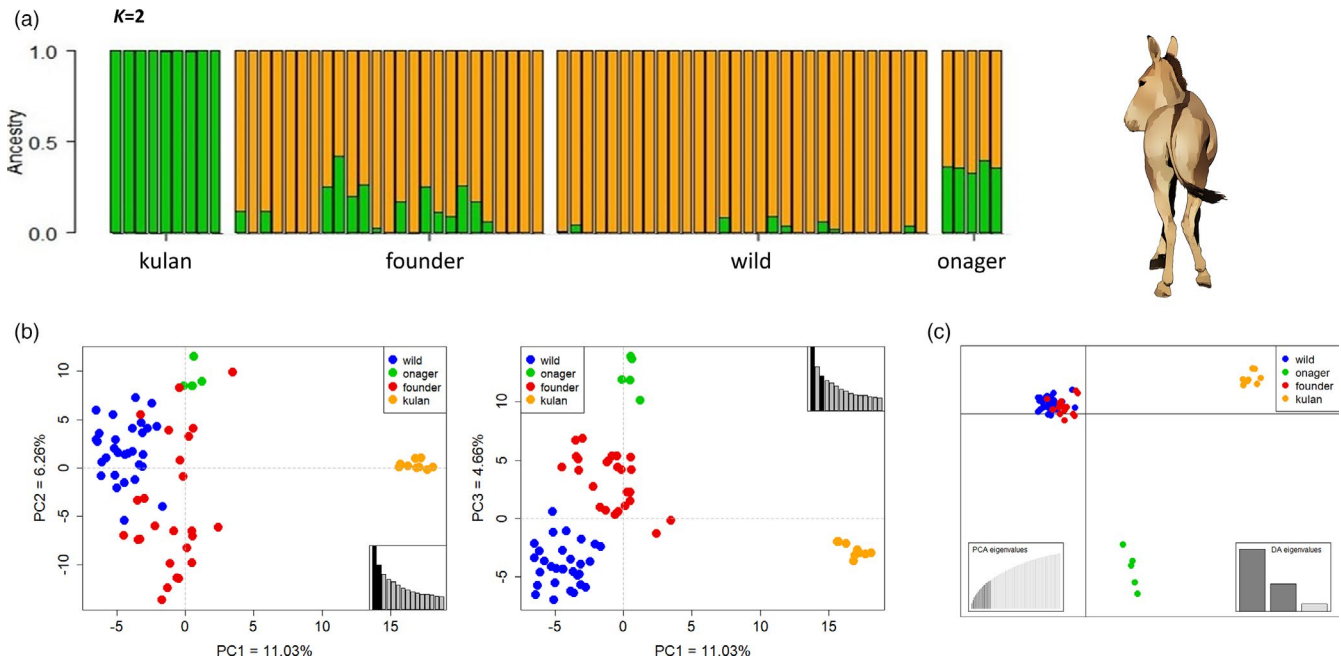 (a)
K=2
1.0
0.5
0.0
Ancestry
kulan
founder
wild
onager
(b)
10
5
0
-5
-10
PC2 = 6.26%
-5
0
5
10
15
PC1 = 11.03%
wild
onager
founder
kulan
10
5
0
-5
PC3 = 4.66%
-5
0
5
10
15
PC1 = 11.03%
wild
onager
founder
kulan
(c)
wild
onager
founder
kulan
PCA eigenvalues
DA eigenvalues